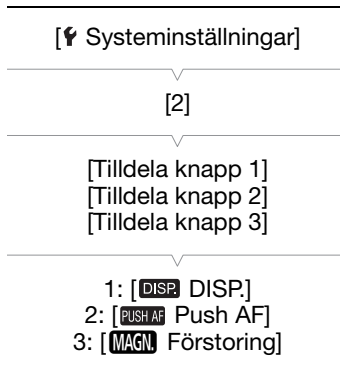 [Systeminställningar]
[2]
[Tilldela knapp 1]
[Tilldela knapp 2]
[Tilldela knapp 3]
1: [DISP. DISP.]
2: [PUSH AF Push AF]
3: [MAGN. Förstoring]